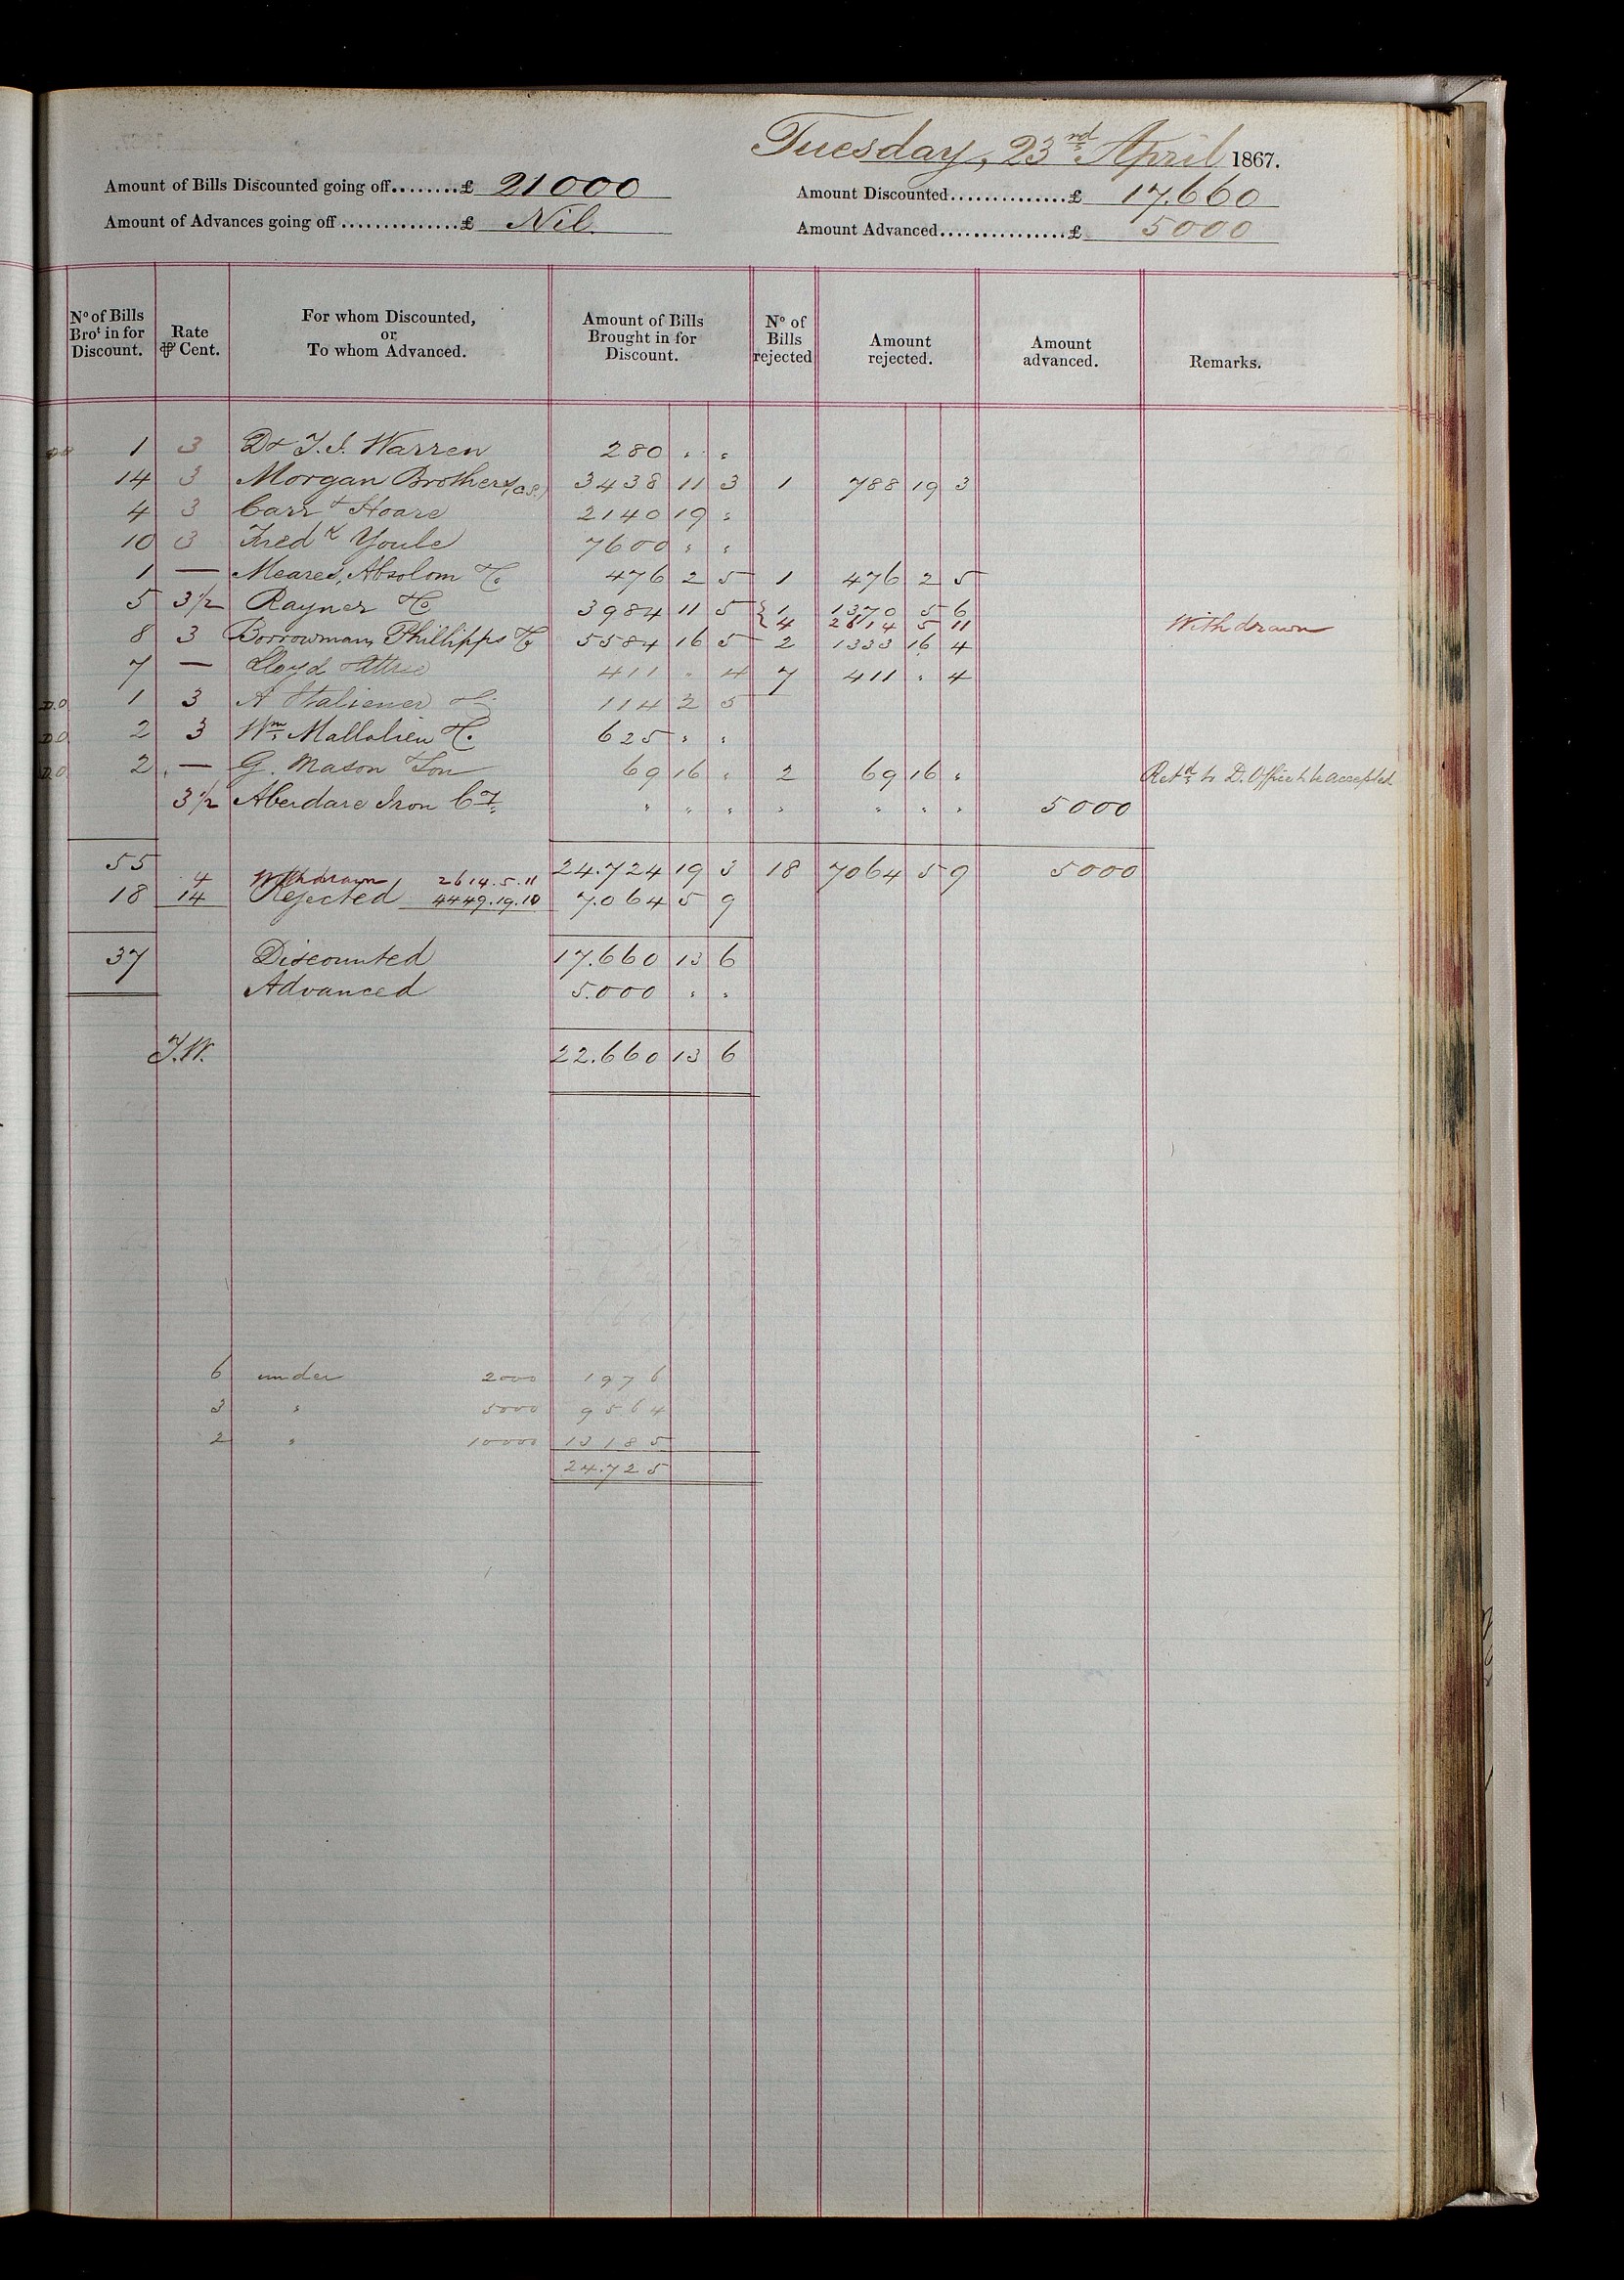 Tuesday, 23rd April 1867.
Amount of Bills Discounted going off........£ 21000
Amount Discounted..............£ 17.660
Amount of Advances going off..............£ Nil.
Amount Advanced...............£ 5000
No of Bills Brot in for Discount. Rate ⅌ Cent. For whom Discounted, or To whom Advanced. Amount of Bills Brought in for Discount. No of Bills rejected Amount rejected. Amount advanced. Remarks.
1 3 Dr T. J. Warren 280 " "
14 3 Morgan Brothers 3438 11 3 1 788 19 3
4 3 Carr & Hoare 2140 19 "
10 3 Fredk Youle 7600 " "
1 — Meares, Absolom & Co 476 2 5 1 476 2 5
5 3½ Rayner & Co 3984 11 5 { 1 1370 5 6
4 2614 5 11 Withdrawn
8 3 Borrowman, Phillipps & Co 5584 16 5 2 1333 16 4
7 — Lloyd & Attree 411 " 4 7 411 " 4
D.O 1 3 A Italiener & Co 114 2 5
D.O 2 3 Wm Mallalieu & Co 625 " "
D.O 2 — G. Mason & Son 69 16 " 2 69 16 " Retd to D. Office to be accepted
3½ Aberdare Iron Co " " " " " " " 5000
55 24.724 19 3 18 7064 5 9 5000
4 Withdrawn 2614.5.11
18 14 Rejected 4449.19.10 7.064 5 9
37 Discounted 17.660 13 6
Advanced 5.000 " "
J.W. 22.660 13 6
6 under 2000 1976
3 " 5000 9564
2 " 10000 13185
24.725